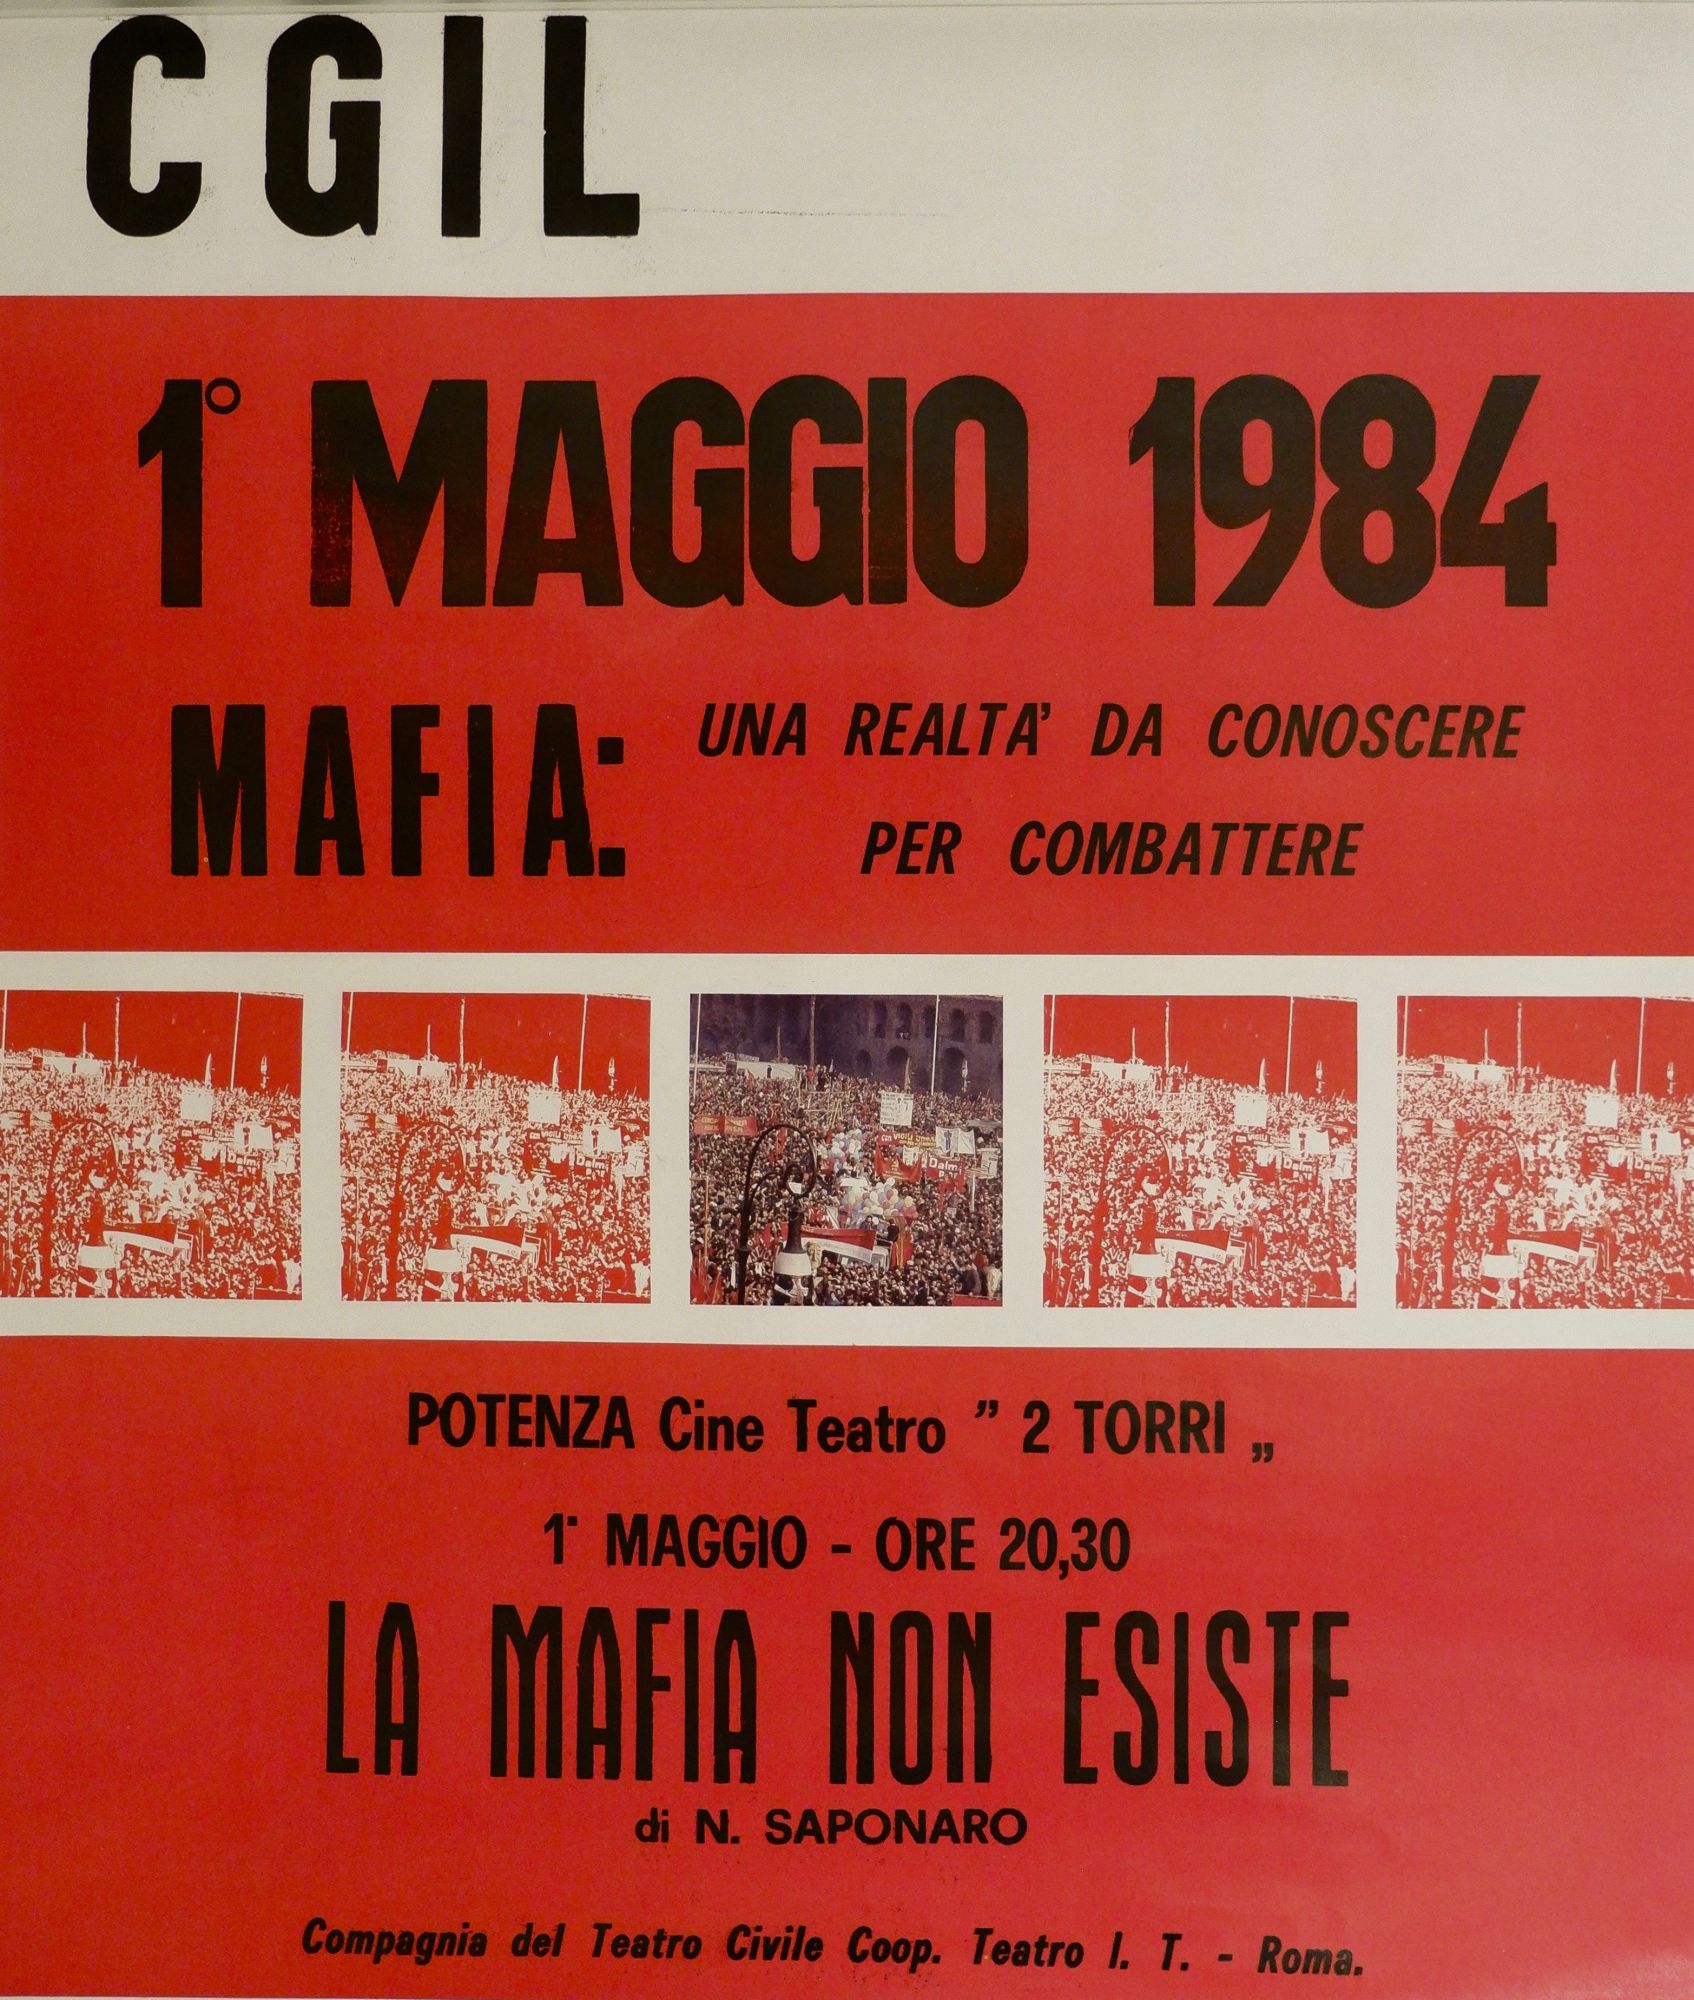 CGIL
1° MAGGIO 1984
MAFIA: UNA REALTA' DA CONOSCERE
PER COMBATTERE
POTENZA Cine Teatro ” 2 TORRI „
1° MAGGIO - ORE 20,30
LA MAFIA NON ESISTE
di N. SAPONARO
Compagnia del Teatro Civile Coop. Teatro I. T. - Roma.